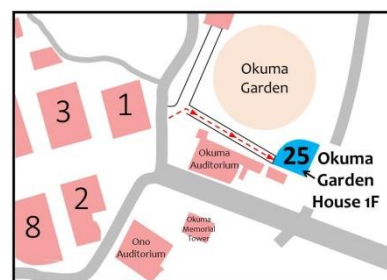 Okuma
Garden
3
1
25
Okuma
Garden
House 1F
Okuma
Auditorium
2
8
Okuma
Memorial
Tower
Ono
Auditorium